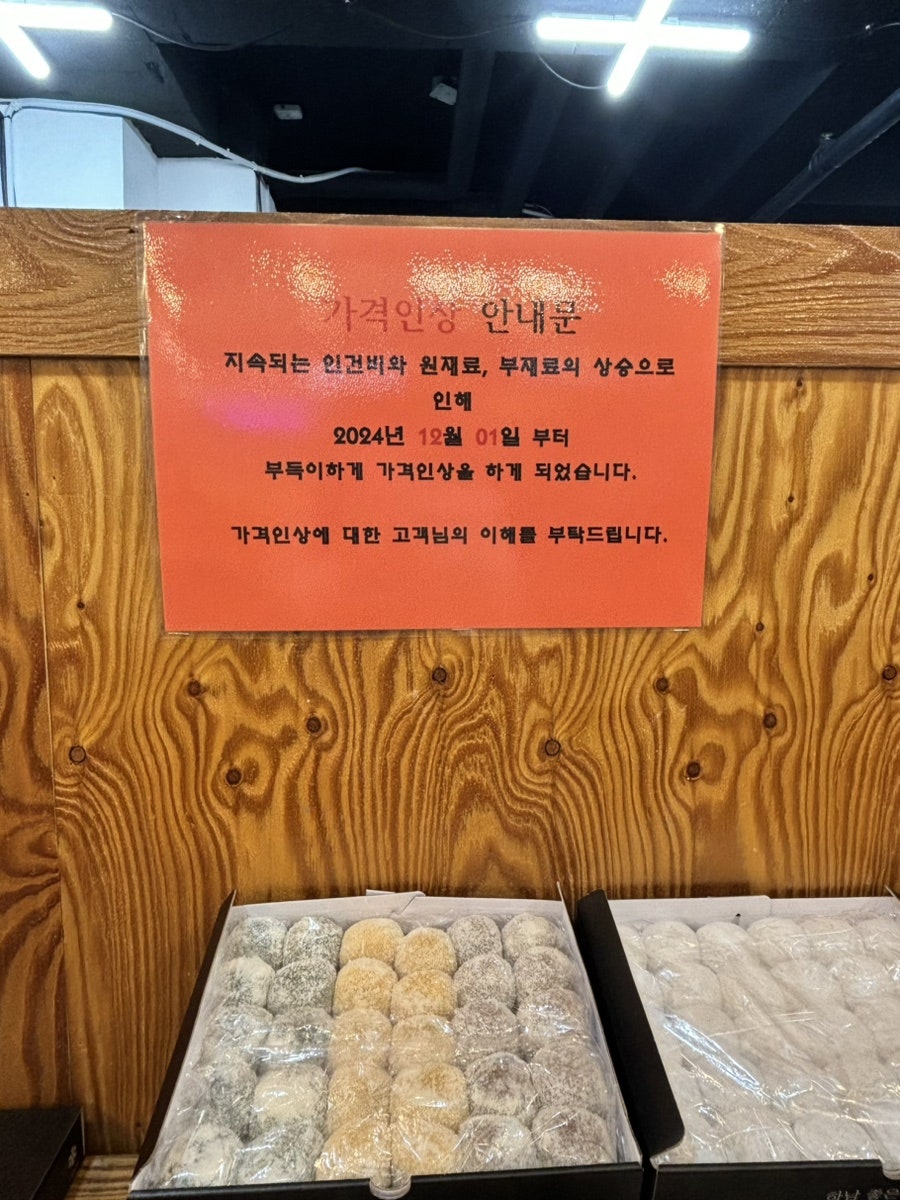 가격인상 안내문
지속되는 인건비와 원재료, 부재료의 상승으로
인해
2024년 12월 01일 부터
부득이하게 가격인상을 하게 되었습니다.
가격인상에 대한 고객님의 이해를 부탁드립니다.